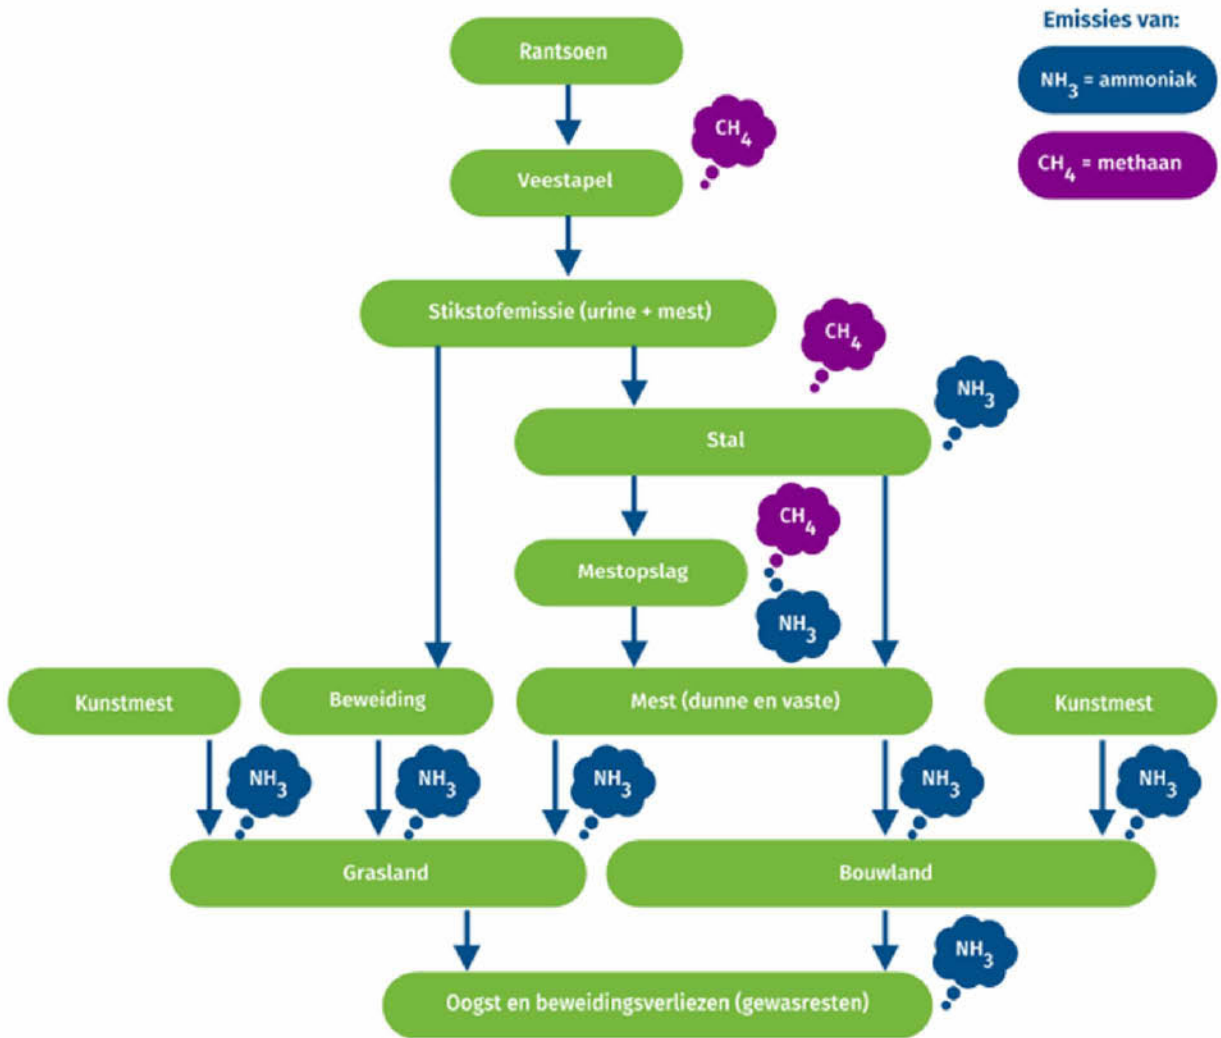 Emissies van:
NH3 = ammoniak
CH4 = methaan
Rantsoen
CH4
Veestapel
Stikstofemissie (urine + mest)
CH4
NH3
Stal
CH4
Mestopslag
NH3
Kunstmest
Beweiding
Mest (dunne en vaste)
Kunstmest
NH3
NH3
NH3
NH3
NH3
Grasland
Bouwland
NH3
Oogst en beweidingsverliezen (gewasresten)